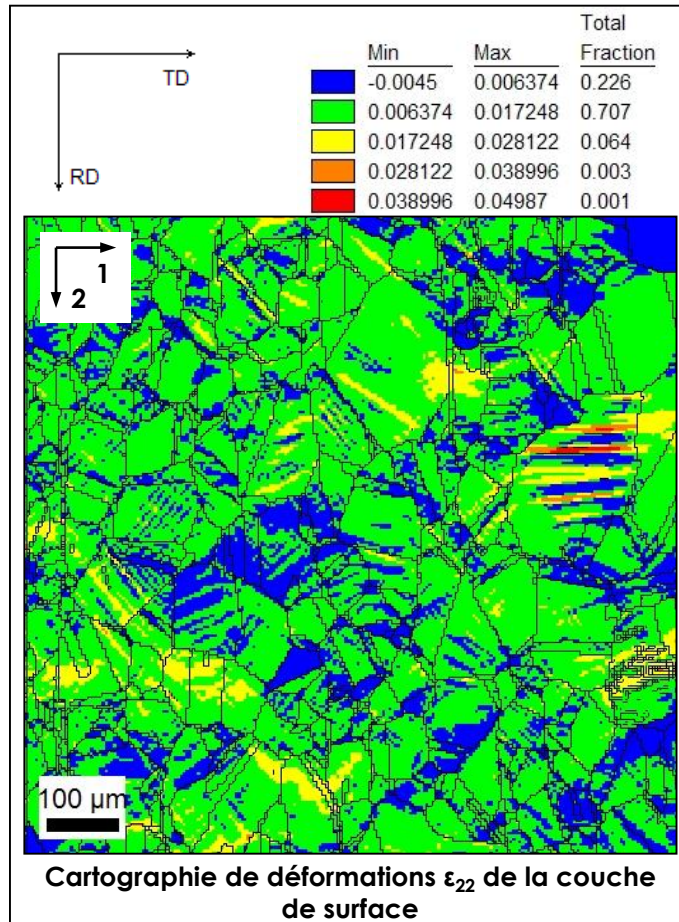 Total
Min Max Fraction
-0.0045 0.006374 0.226
0.006374 0.017248 0.707
0.017248 0.028122 0.064
0.028122 0.038996 0.003
0.038996 0.04987 0.001
TD
RD
1
2
100 µm
Cartographie de déformations ε₂₂ de la couche
de surface